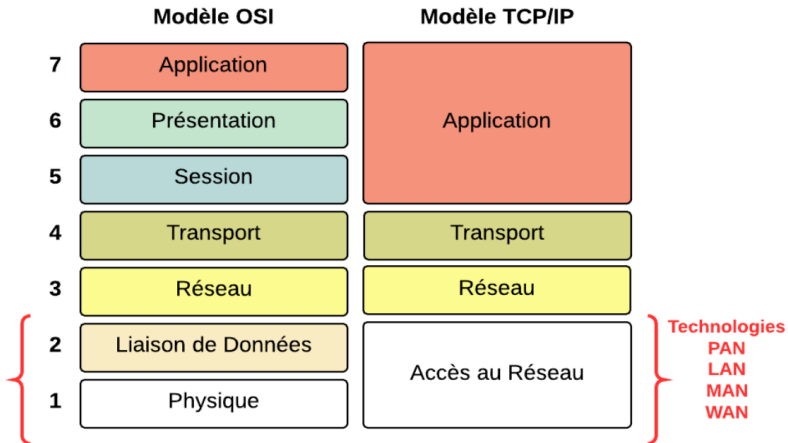 Modèle OSI Modèle TCP/IP
7 Application
6 Présentation Application
5 Session
4 Transport Transport
3 Réseau Réseau
2 Liaison de Données
Accès au Réseau
1 Physique
Technologies
PAN
LAN
MAN
WAN